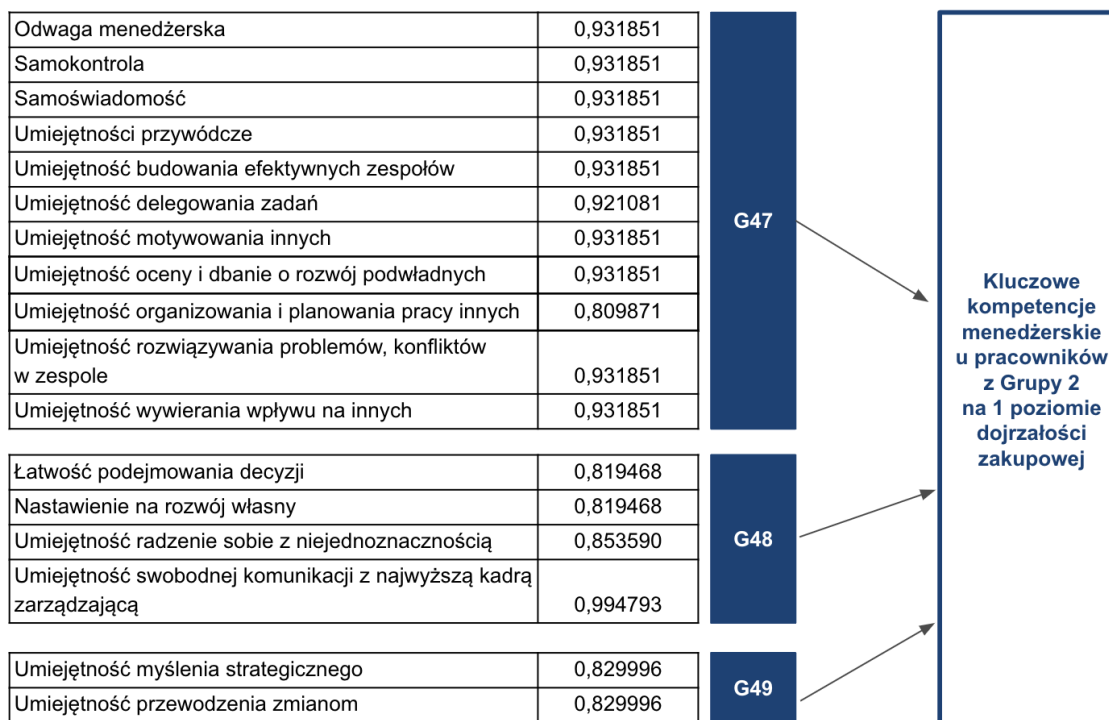 Odwaga menedżerska 0,931851
Samokontrola 0,931851
Samoświadomość 0,931851
Umiejętności przywódcze 0,931851
Umiejętność budowania efektywnych zespołów 0,931851
Umiejętność delegowania zadań 0,921081
Umiejętność motywowania innych 0,931851
Umiejętność oceny i dbanie o rozwój podwładnych 0,931851
Umiejętność organizowania i planowania pracy innych 0,809871
Umiejętność rozwiązywania problemów, konfliktów
w zespole 0,931851
Umiejętność wywierania wpływu na innych 0,931851
G47
Łatwość podejmowania decyzji 0,819468
Nastawienie na rozwój własny 0,819468
Umiejętność radzenie sobie z niejednoznacznością 0,853590
Umiejętność swobodnej komunikacji z najwyższą kadrą
zarządzającą 0,994793
G48
Umiejętność myślenia strategicznego 0,829996
Umiejętność przewodzenia zmianom 0,829996
G49
Kluczowe
kompetencje
menedżerskie
u pracowników
z Grupy 2
na 1 poziomie
dojrzałości
zakupowej